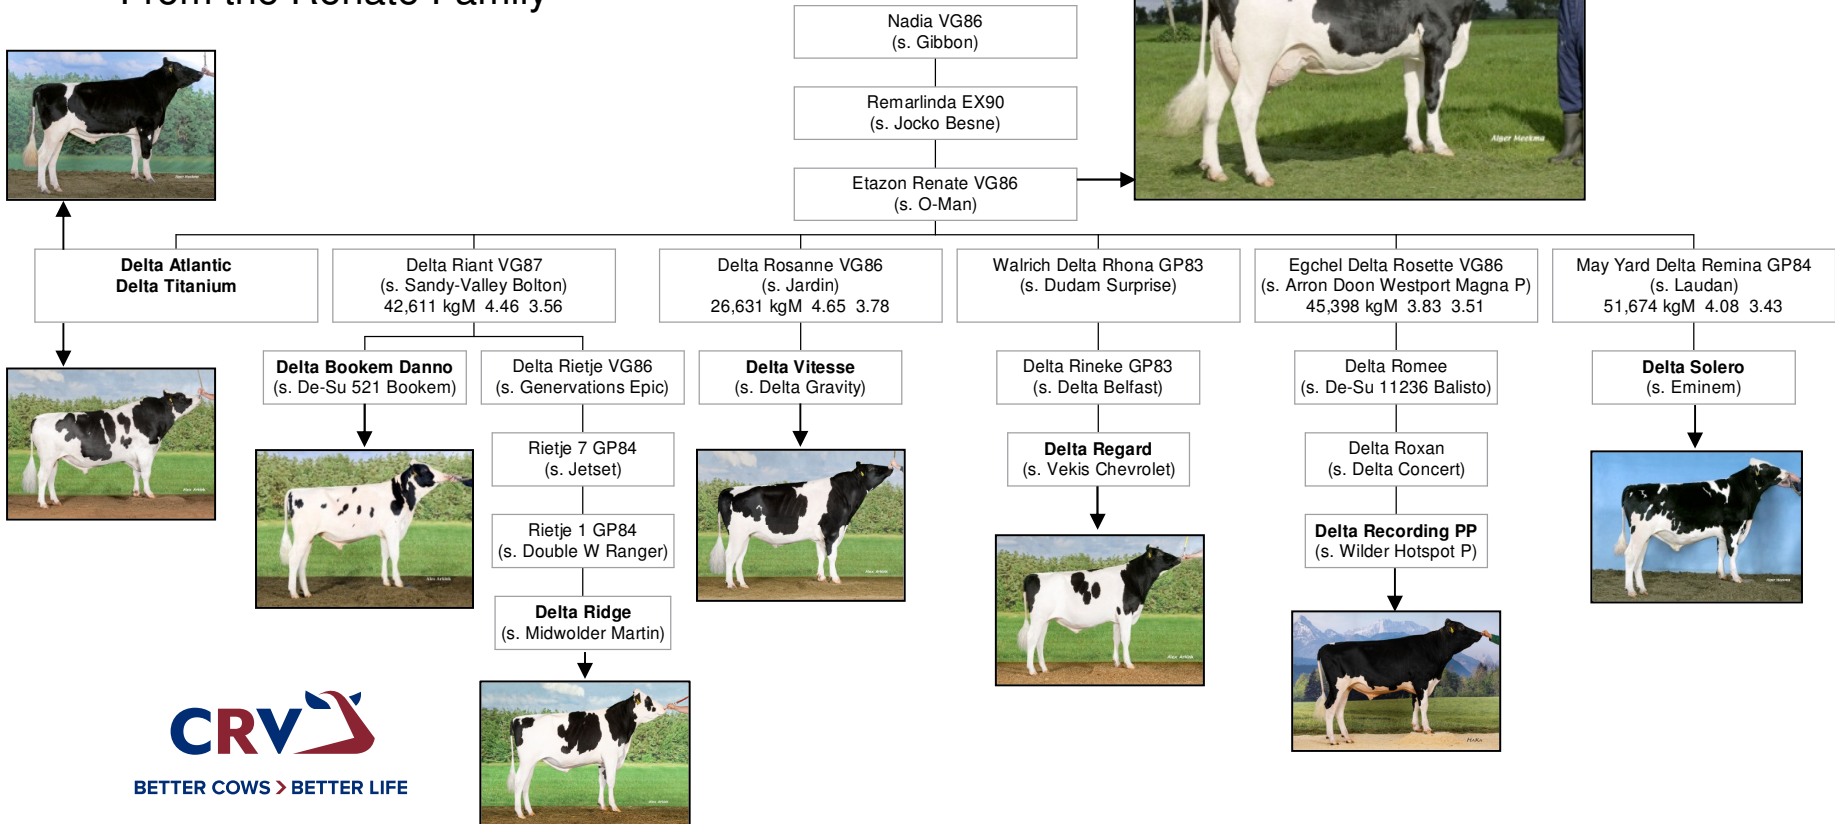 From the Renate Family
Nadia VG86
(s. Gibbon)
Remarlinda EX90
(s. Jocko Besne)
Etazon Renate VG86
(s. O-Man)
Alger Meekma
Delta Atlantic
Delta Titanium
Delta Riant VG87
(s. Sandy-Valley Bolton)
42,611 kgM 4.46 3.56
Delta Rosanne VG86
(s. Jardin)
26,631 kgM 4.65 3.78
Walrich Delta Rhona GP83
(s. Dudam Surprise)
Egchel Delta Rosette VG86
(s. Arron Doon Westport Magna P)
45,398 kgM 3.83 3.51
May Yard Delta Remina GP84
(s. Laudan)
51,674 kgM 4.08 3.43
Delta Bookem Danno
(s. De-Su 521 Bookem)
Delta Rietje VG86
(s. Genervations Epic)
Delta Vitesse
(s. Delta Gravity)
Delta Rineke GP83
(s. Delta Belfast)
Delta Romee
(s. De-Su 11236 Balisto)
Delta Solero
(s. Eminem)
Rietje 7 GP84
(s. Jetset)
Delta Regard
(s. Vekis Chevrolet)
Delta Roxan
(s. Delta Concert)
Rietje 1 GP84
(s. Double W Ranger)
Delta Recording PP
(s. Wilder Hotspot P)
Delta Ridge
(s. Midwolder Martin)
CRV
BETTER COWS > BETTER LIFE